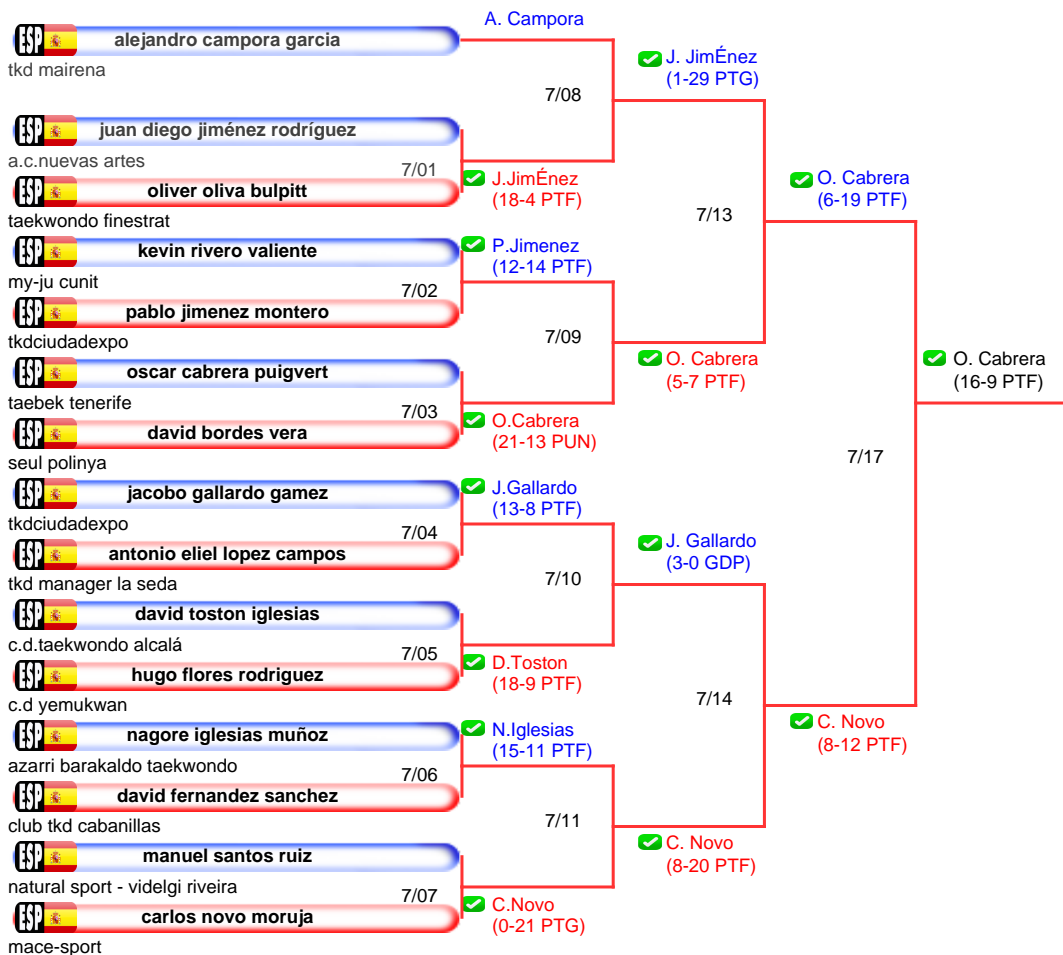 A. Campora
ESP alejandro campora garcia
tkd mairena
J. JimÉnez
(1-29 PTG)
7/08
ESP juan diego jiménez rodríguez
a.c.nuevas artes
7/01
ESP oliver oliva bulpitt
taekwondo finestrat
J.JimÉnez
(18-4 PTF)
O. Cabrera
(6-19 PTF)
7/13
ESP kevin rivero valiente
my-ju cunit
P.Jimenez
(12-14 PTF)
7/02
ESP pablo jimenez montero
tkdciudadexpo
7/09
ESP oscar cabrera puigvert
taebek tenerife
O. Cabrera
(5-7 PTF)
O. Cabrera
(16-9 PTF)
7/03
ESP david bordes vera
seul polinya
O.Cabrera
(21-13 PUN)
7/17
ESP jacobo gallardo gamez
tkdciudadexpo
J.Gallardo
(13-8 PTF)
7/04
ESP antonio eliel lopez campos
tkd manager la seda
J. Gallardo
(3-0 GDP)
7/10
ESP david toston iglesias
c.d.taekwondo alcalá
7/05
ESP hugo flores rodriguez
c.d yemukwan
D.Toston
(18-9 PTF)
7/14
ESP nagore iglesias muñoz
azarri barakaldo taekwondo
N.Iglesias
(15-11 PTF)
C. Novo
(8-12 PTF)
7/06
ESP david fernandez sanchez
club tkd cabanillas
7/11
ESP manuel santos ruiz
natural sport - videlgi riveira
C. Novo
(8-20 PTF)
7/07
ESP carlos novo moruja
mace-sport
C.Novo
(0-21 PTG)